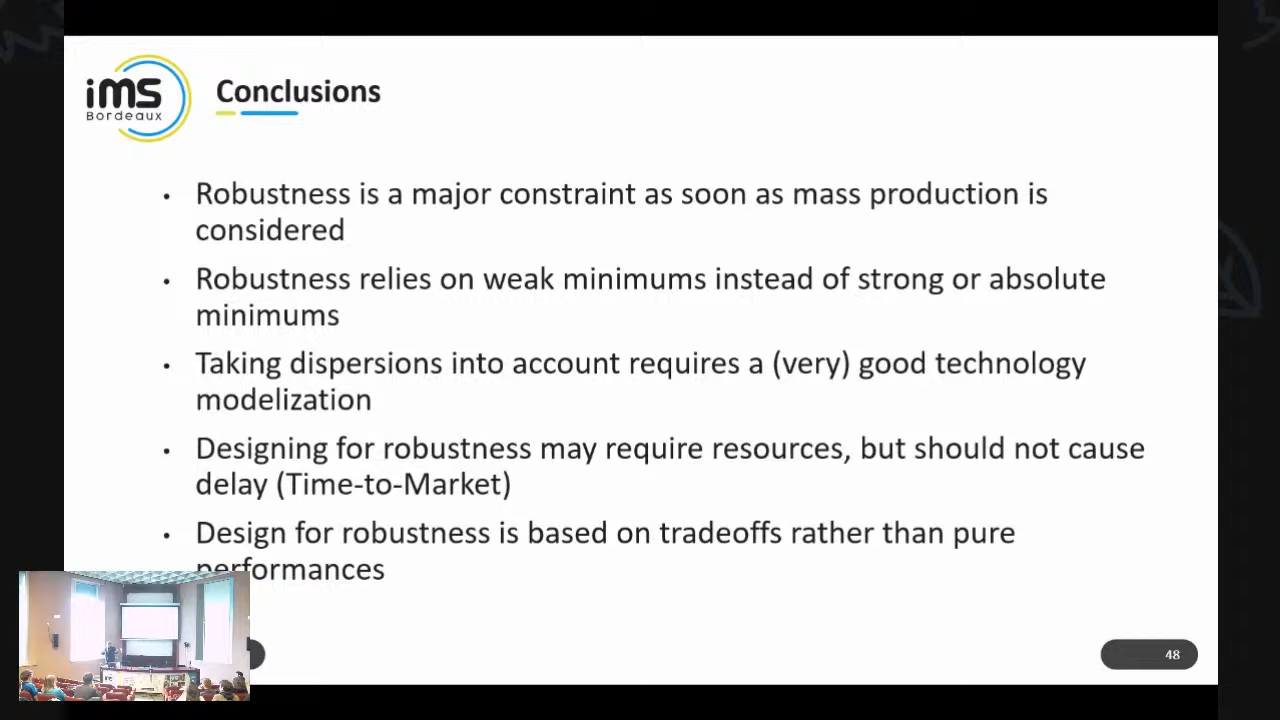 iMS
Bordeaux
Conclusions
• Robustness is a major constraint as soon as mass production is
considered
• Robustness relies on weak minimums instead of strong or absolute
minimums
• Taking dispersions into account requires a (very) good technology
modelization
• Designing for robustness may require resources, but should not cause
delay (Time-to-Market)
• Design for robustness is based on tradeoffs rather than pure
performances
48